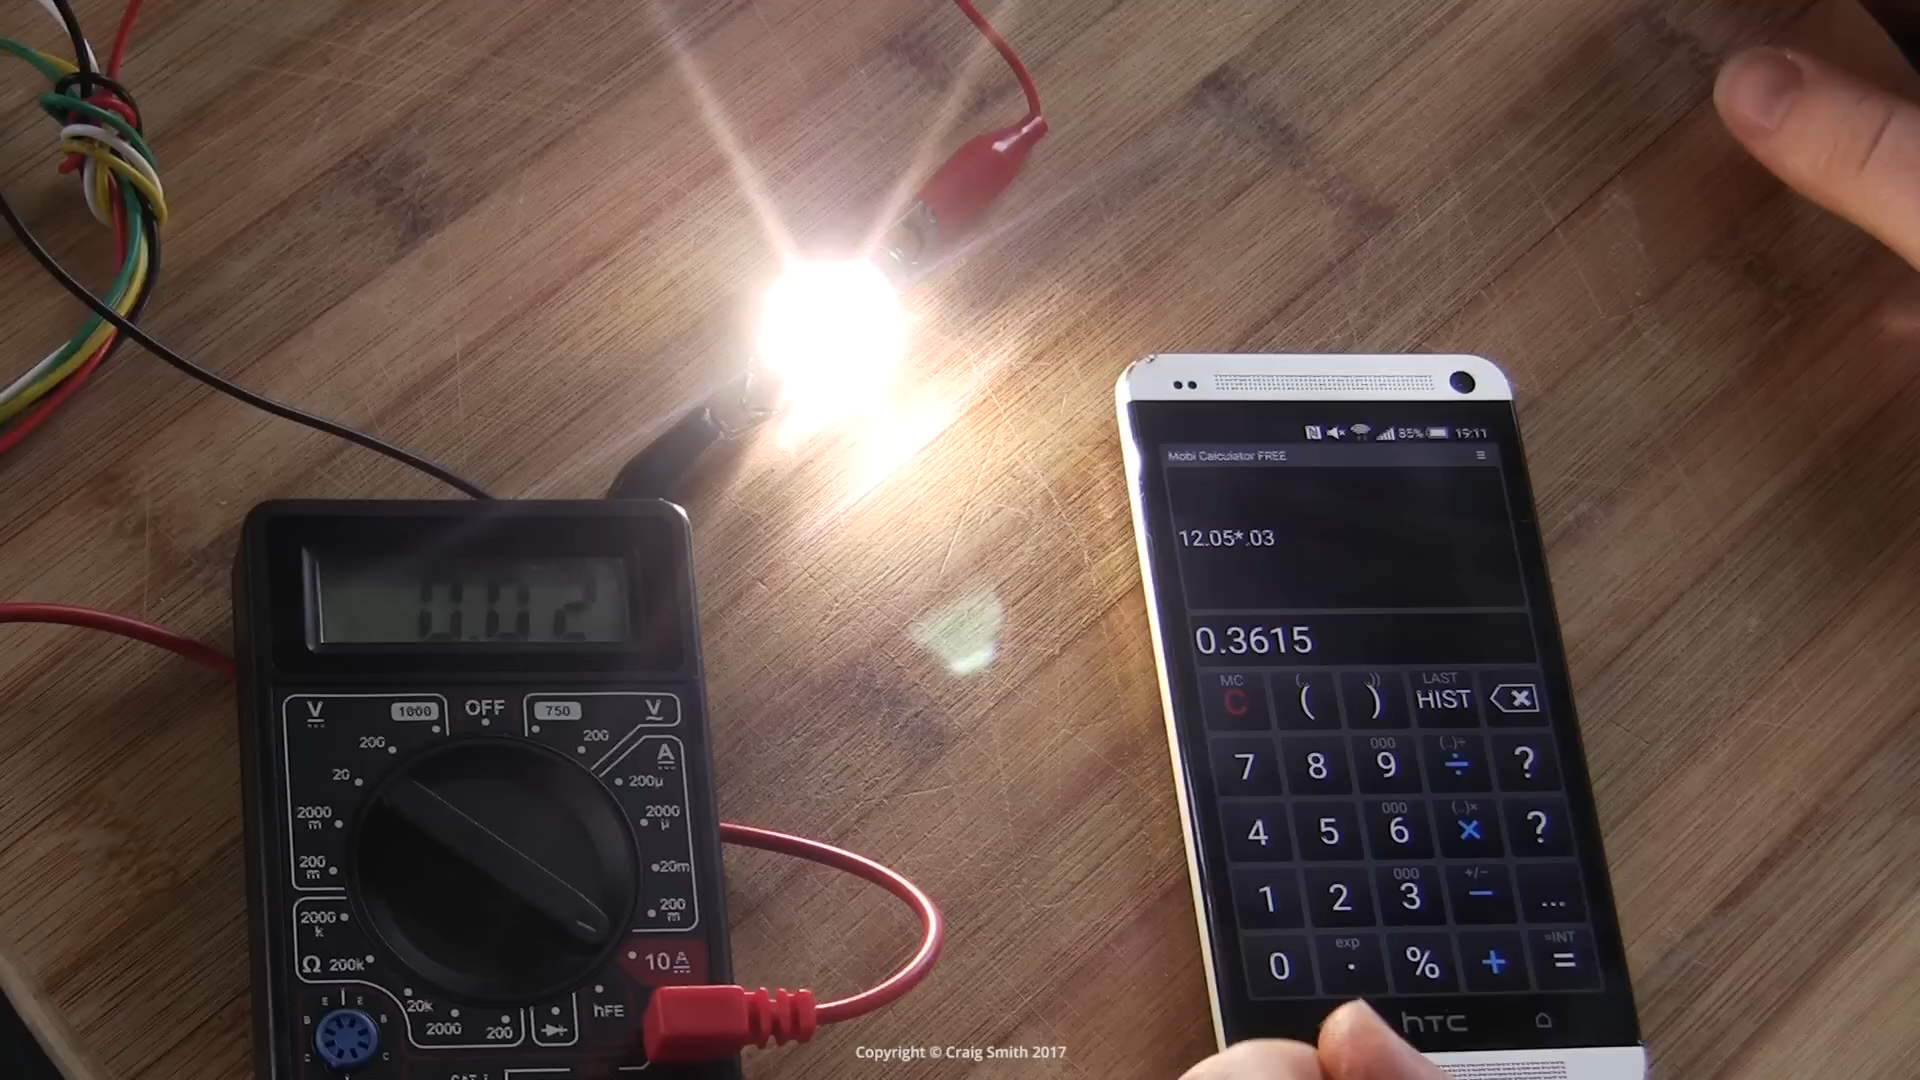 0.02
V 1000 OFF 750 V
200 200 A
20 200µ
2000 m 2000 µ
200 m 20m
2000 k 200 m
Ω 200k 10 A
20k hFE
2000 200
85% 19:11
Mobi Calculator FREE
12.05*.03
0.3615
MC (.. .)) LAST
C ( ) HIST
000 (..)÷
7 8 9 ÷ ?
000 (..)×
4 5 6 × ?
000 +/−
1 2 3 − ...
exp =INT
0 . % + =
hTC
Copyright © Craig Smith 2017